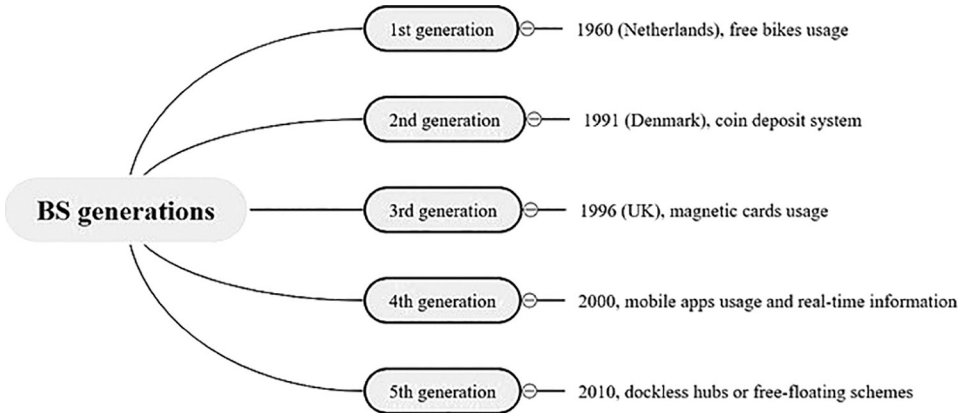 1st generation
1960 (Netherlands), free bikes usage
2nd generation
1991 (Denmark), coin deposit system
BS generations
3rd generation
1996 (UK), magnetic cards usage
4th generation
2000, mobile apps usage and real-time information
5th generation
2010, dockless hubs or free-floating schemes